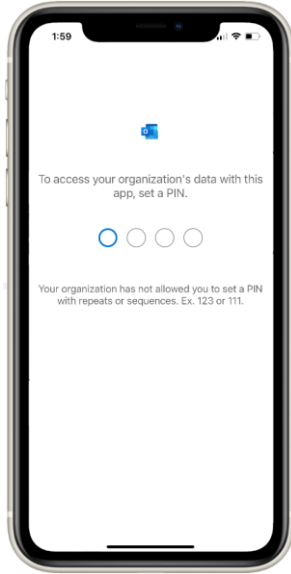 1:59
To access your organization's data with this
app, set a PIN.
Your organization has not allowed you to set a PIN
with repeats or sequences. Ex. 123 or 111.